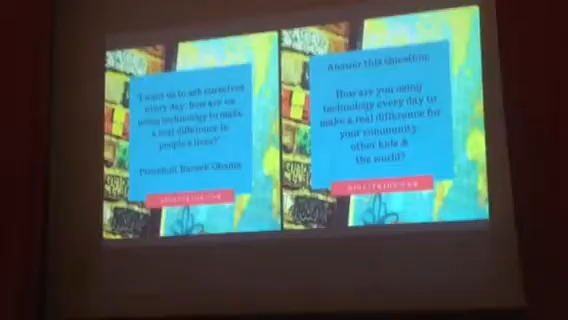 "I want us to ask ourselves
every day, how are we
using technology to make
a real difference in
people's lives?"
President Barack Obama
Answer this question:
How are you using
technology every day to
make a real difference for
your community,
other kids &
the world?